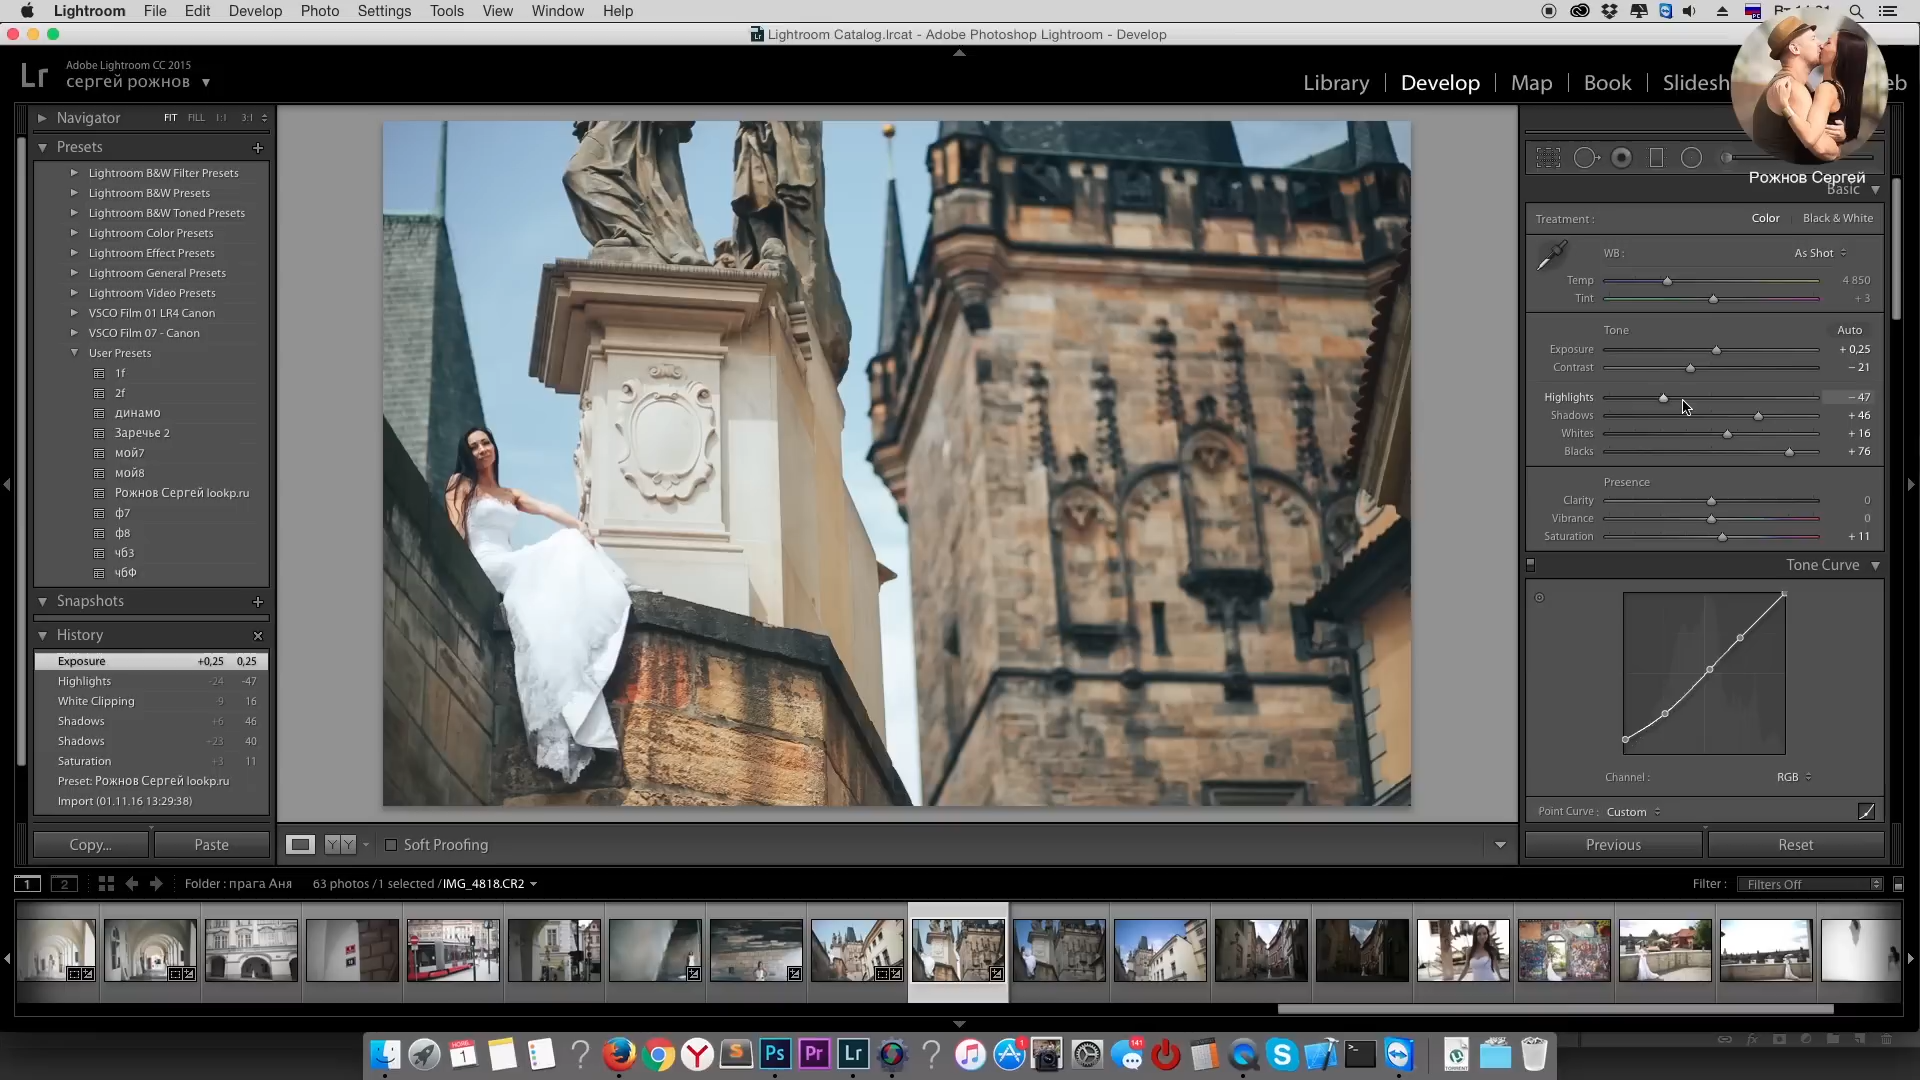 Lightroom File Edit Develop Photo Settings Tools View Window Help
Lightroom Catalog.lrcat - Adobe Photoshop Lightroom - Develop
Lr
Adobe Lightroom CC 2015
сергей рожнов
Library Develop Map Book
Рожнов Сергей
Navigator FIT FILL 1:1 3:1
Presets
Lightroom B&W Filter Presets
Lightroom B&W Presets
Lightroom B&W Toned Presets
Lightroom Color Presets
Lightroom Effect Presets
Lightroom General Presets
Lightroom Video Presets
VSCO Film 01 LR4 Canon
VSCO Film 07 - Canon
User Presets
1f
2f
динамо
Заречье 2
мой7
мой8
Рожнов Сергей lookp.ru
ф7
ф8
чб3
чбФ
Snapshots
History
Exposure +0,25 0,25
Highlights -24 -47
White Clipping -9 16
Shadows +6 46
Shadows -23 40
Saturation +3 11
Preset: Рожнов Сергей lookp.ru
Import (01.11.16 13:29:38)
Copy... Paste
Soft Proofing
Basic
Treatment : Color Black & White
WB : As Shot
Temp 4 850
Tint + 3
Tone Auto
Exposure + 0,25
Contrast - 21
Highlights - 47
Shadows + 46
Whites + 16
Blacks + 76
Presence
Clarity 0
Vibrance 0
Saturation + 11
Tone Curve
Channel : RGB
Point Curve : Custom
Previous Reset
1 2 Folder : прага Аня 63 photos / 1 selected / IMG_4818.CR2
Filter : Filters Off
Ps Pr Lr